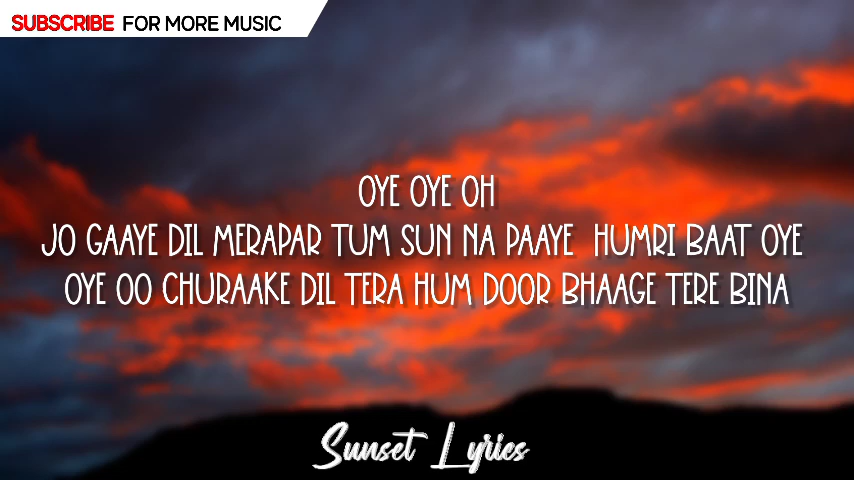 SUBSCRIBE FOR MORE MUSIC
OYE OYE OH
JO GAAYE DIL MERAPAR TUM SUN NA PAAYE HUMRI BAAT OYE
OYE OO CHURAAKE DIL TERA HUM DOOR BHAAGE TERE BINA
Sunset Lyrics